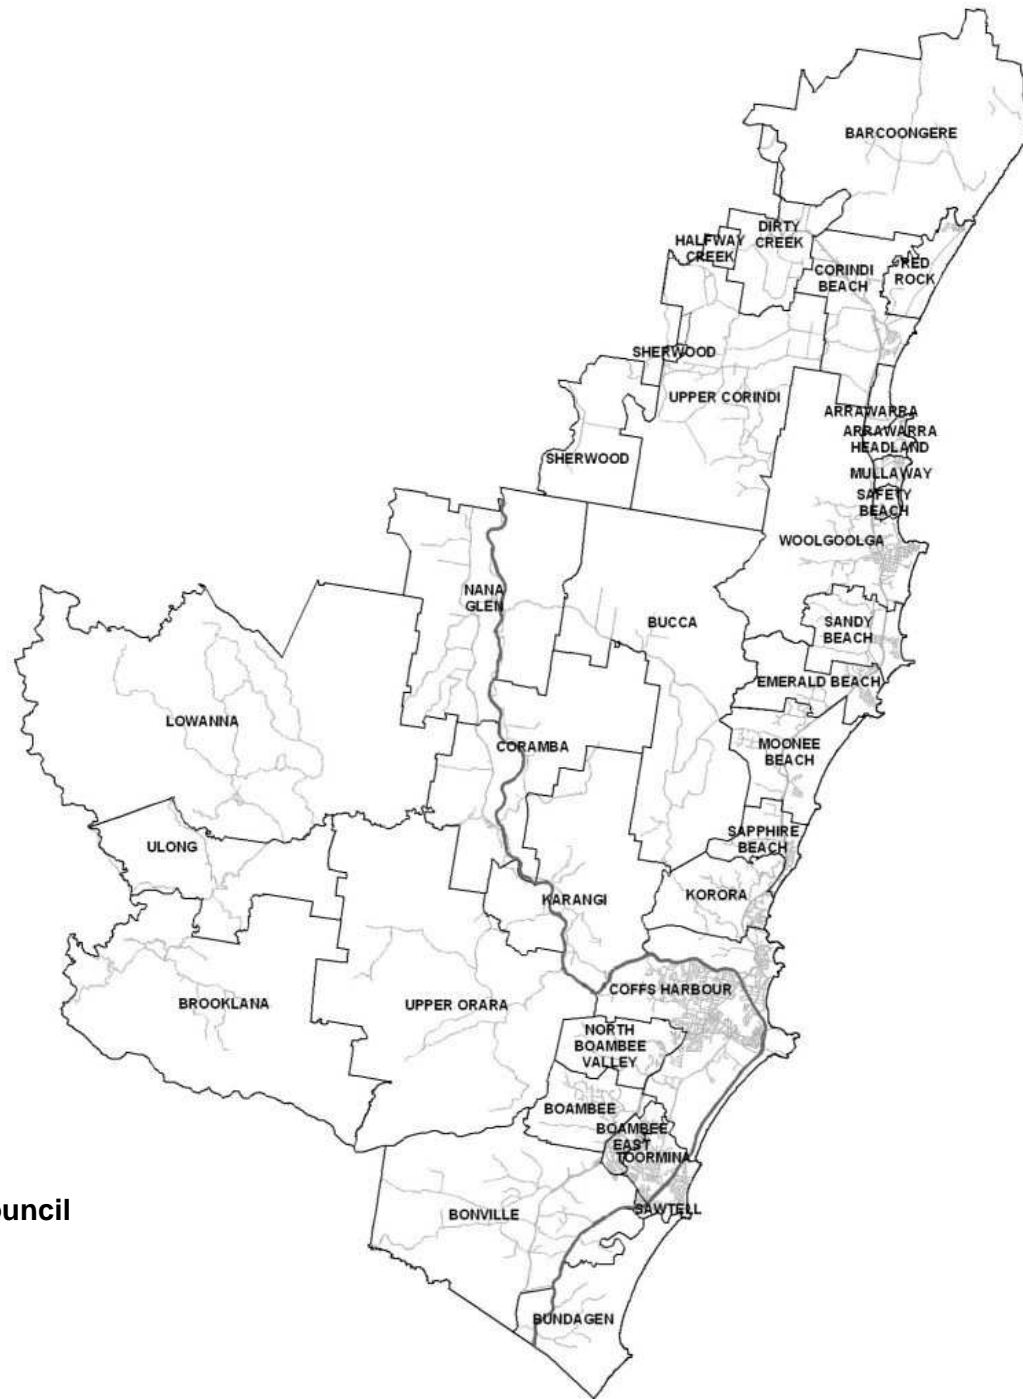 BARCOONGERE
DIRTY
CREEK
HALFWAY
CREEK
CORINDI
BEACH
RED
ROCK
SHERWOOD
UPPER CORINDI
ARRAWARRA
ARRAWARRA
HEADLAND
SHERWOOD
MULLAWAY
SAFETY
BEACH
WOOLGOOLGA
NANA
GLEN
BUCCA
SANDY
BEACH
EMERALD BEACH
LOWANNA
CORAMBA
MOONEE
BEACH
ULONG
SAPPHIRE
BEACH
KARANGI
KORORA
BROOKLANA
UPPER ORARA
COFFS HARBOUR
NORTH
BOAMBEE
VALLEY
BOAMBEE
BOAMBEE
EAST
TOORMINA
BONVILLE
SAWTELL
BUNDAGEN